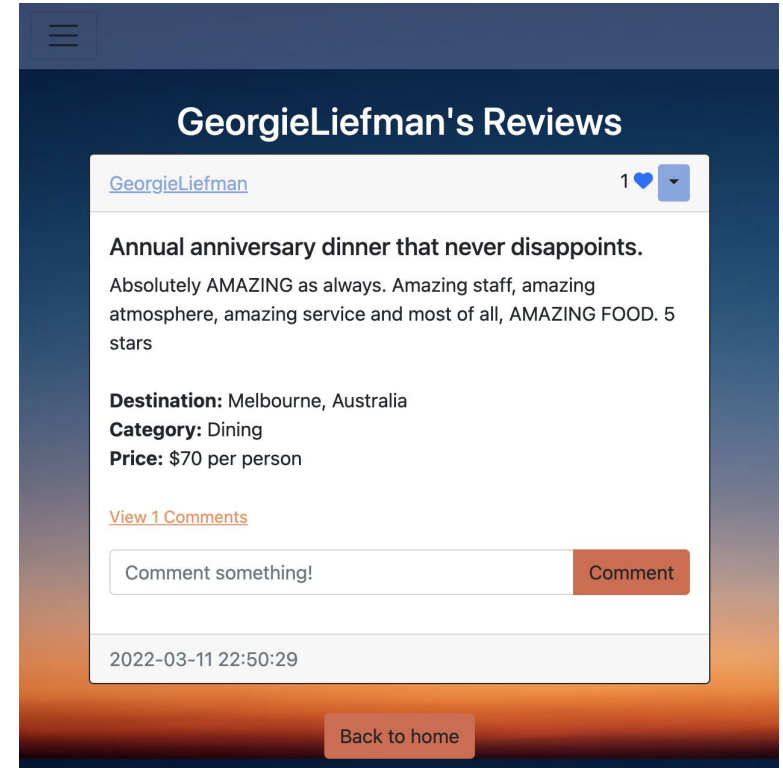 GeorgieLiefman's Reviews
GeorgieLiefman 1
Annual anniversary dinner that never disappoints.
Absolutely AMAZING as always. Amazing staff, amazing
atmosphere, amazing service and most of all, AMAZING FOOD. 5
stars
Destination: Melbourne, Australia
Category: Dining
Price: $70 per person
View 1 Comments
Comment something! Comment
2022-03-11 22:50:29
Back to home